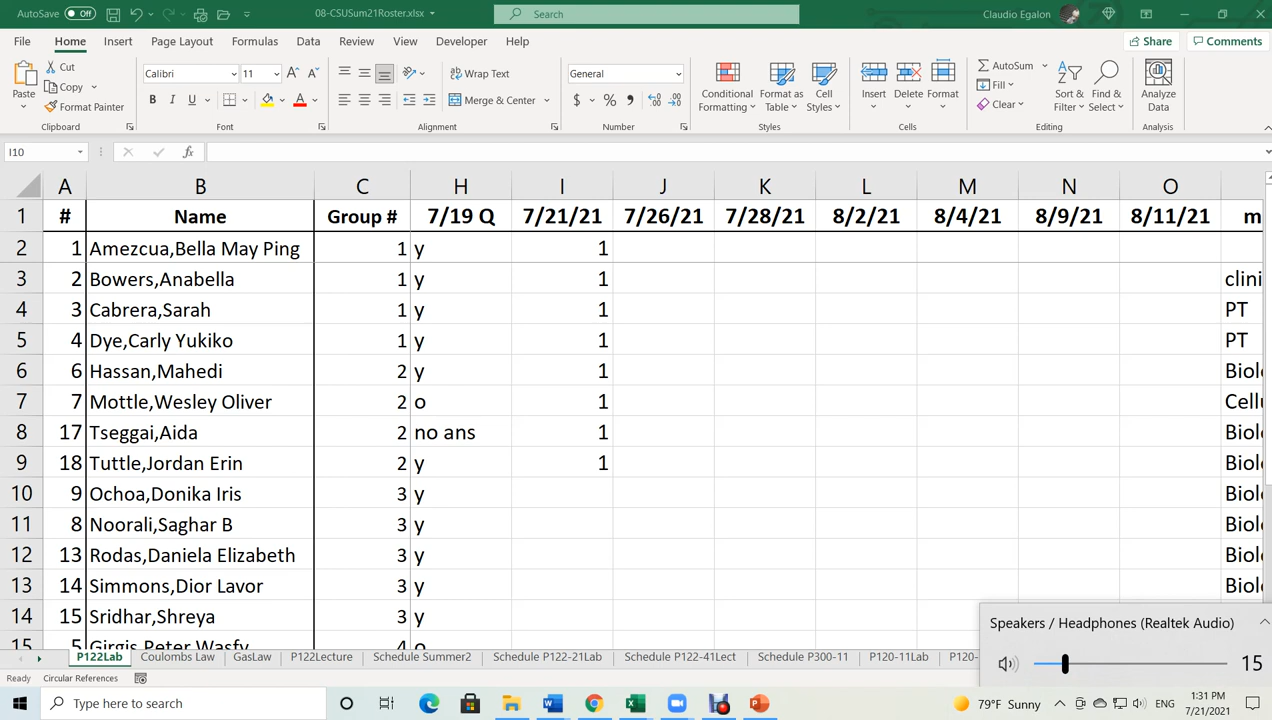 AutoSave Off 08-CSUSum21Roster.xlsx Search Claudio Egalon
File Home Insert Page Layout Formulas Data Review View Developer Help Share Comments
Paste Cut Copy Format Painter Clipboard
Calibri 11 A A B I U A Font
Wrap Text Merge & Center Alignment
General $ % , Number
Conditional Formatting Format as Table Cell Styles Styles
Insert Delete Format Cells
AutoSum Fill Clear Sort & Filter Find & Select Editing
Analyze Data Analysis
I10 fx
A B C H I J K L M N O
1 # Name Group # 7/19 Q 7/21/21 7/26/21 7/28/21 8/2/21 8/4/21 8/9/21 8/11/21 m
2 1 Amezcua,Bella May Ping 1 y 1
3 2 Bowers,Anabella 1 y 1 clini
4 3 Cabrera,Sarah 1 y 1 PT
5 4 Dye,Carly Yukiko 1 y 1 PT
6 6 Hassan,Mahedi 2 y 1 Biol
7 7 Mottle,Wesley Oliver 2 o 1 Cell
8 17 Tseggai,Aida 2 no ans 1 Biol
9 18 Tuttle,Jordan Erin 2 y 1 Biol
10 9 Ochoa,Donika Iris 3 y Biol
11 8 Noorali,Saghar B 3 y Biol
12 13 Rodas,Daniela Elizabeth 3 y Biol
13 14 Simmons,Dior Lavor 3 y Biol
14 15 Sridhar,Shreya 3 y
15 5 Girgis,Peter Wasfy 4 o
Speakers / Headphones (Realtek Audio)
15
P122Lab Coulombs Law GasLaw P122Lecture Schedule Summer2 Schedule P122-21Lab Schedule P122-41Lect Schedule P300-11 P120-11Lab P120-
Ready Circular References
Type here to search 79°F Sunny ENG 1:31 PM
7/21/2021